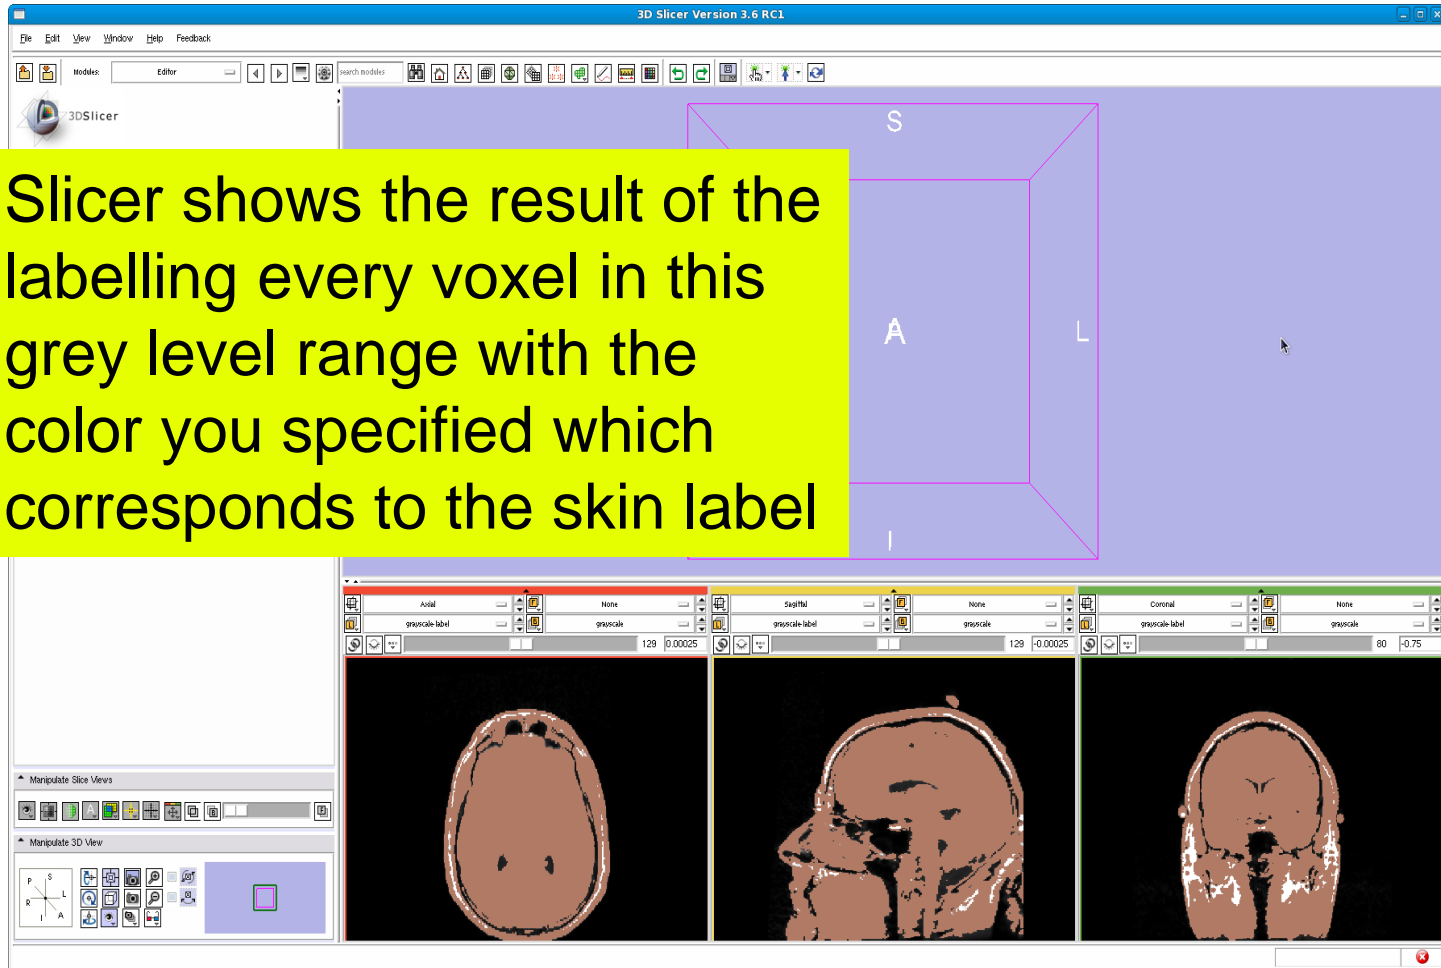 3D Slicer Version 3.6 RC1
File Edit View Window Help Feedback
Modules: Editor search modules
3DSlicer
S
Slicer shows the result of the
labelling every voxel in this
grey level range with the
color you specified which
corresponds to the skin label
A L
I
Axial None Sagittal None Coronal None
grayscale-label grayscale grayscale-label grayscale grayscale-label grayscale
129 0.00025 129 -0.00025 80 -0.75
Manipulate Slice Views
Manipulate 3D View
P S
R L
I A